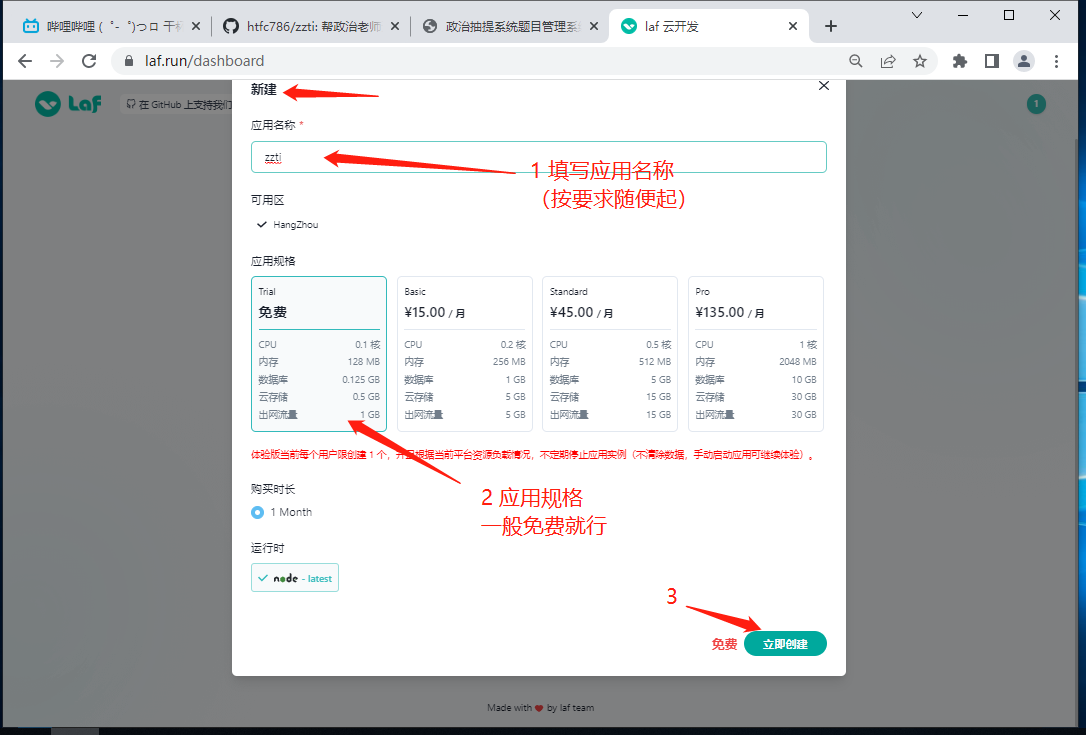 哔哩哔哩 ( ゜- ゜)つロ 干杯
htfc786/zzti: 帮政治老师
政治抽提系统题目管理系统
laf 云开发
laf.run/dashboard
Laf
在 GitHub 上支持我们
1
新建
应用名称 *
zzti
1 填写应用名称
（按要求随便起）
可用区
HangZhou
应用规格
Trial
免费
CPU 0.1 核
内存 128 MB
数据库 0.125 GB
云存储 0.5 GB
出网流量 1 GB
Basic
¥15.00 / 月
CPU 0.2 核
内存 256 MB
数据库 1 GB
云存储 5 GB
出网流量 5 GB
Standard
¥45.00 / 月
CPU 0.5 核
内存 512 MB
数据库 5 GB
云存储 15 GB
出网流量 15 GB
Pro
¥135.00 / 月
CPU 1 核
内存 2048 MB
数据库 10 GB
云存储 30 GB
出网流量 30 GB
体验版当前每个用户限创建 1 个，并且根据当前平台资源负载情况，不定期停止应用实例（不清除数据，手动启动应用可继续体验）。
2 应用规格
一般免费就行
购买时长
1 Month
运行时
node - latest
3
免费
立即创建
Made with ❤ by laf team